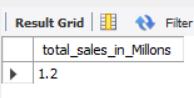 Result Grid Filter
total_sales_in_Millons
1.2